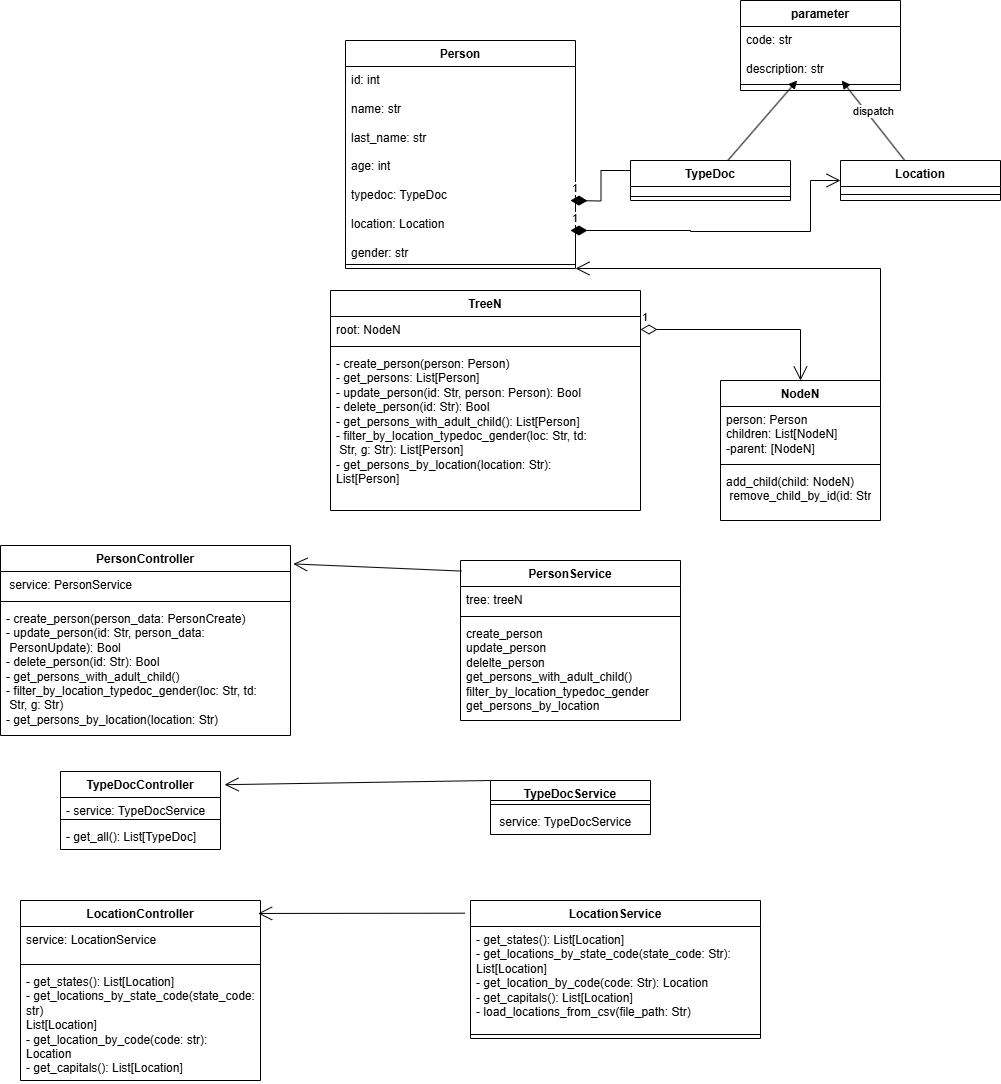 parameter
code: str
description: str
Person
id: int
name: str
last_name: str
age: int
typedoc: TypeDoc
location: Location
gender: str
1
1
dispatch
TypeDoc
Location
TreeN
root: NodeN
- create_person(person: Person)
- get_persons: List[Person]
- update_person(id: Str, person: Person): Bool
- delete_person(id: Str): Bool
- get_persons_with_adult_child(): List[Person]
- filter_by_location_typedoc_gender(loc: Str, td:
Str, g: Str): List[Person]
- get_persons_by_location(location: Str):
List[Person]
1
NodeN
person: Person
children: List[NodeN]
-parent: [NodeN]
add_child(child: NodeN)
remove_child_by_id(id: Str
PersonController
service: PersonService
- create_person(person_data: PersonCreate)
- update_person(id: Str, person_data:
PersonUpdate): Bool
- delete_person(id: Str): Bool
- get_persons_with_adult_child()
- filter_by_location_typedoc_gender(loc: Str, td:
Str, g: Str)
- get_persons_by_location(location: Str)
PersonService
tree: treeN
create_person
update_person
delelte_person
get_persons_with_adult_child()
filter_by_location_typedoc_gender
get_persons_by_location
TypeDocController
- service: TypeDocService
- get_all(): List[TypeDoc]
TypeDocService
service: TypeDocService
LocationController
service: LocationService
- get_states(): List[Location]
- get_locations_by_state_code(state_code:
str)
List[Location]
- get_location_by_code(code: str):
Location
- get_capitals(): List[Location]
LocationService
- get_states(): List[Location]
- get_locations_by_state_code(state_code: Str):
List[Location]
- get_location_by_code(code: Str): Location
- get_capitals(): List[Location]
- load_locations_from_csv(file_path: Str)